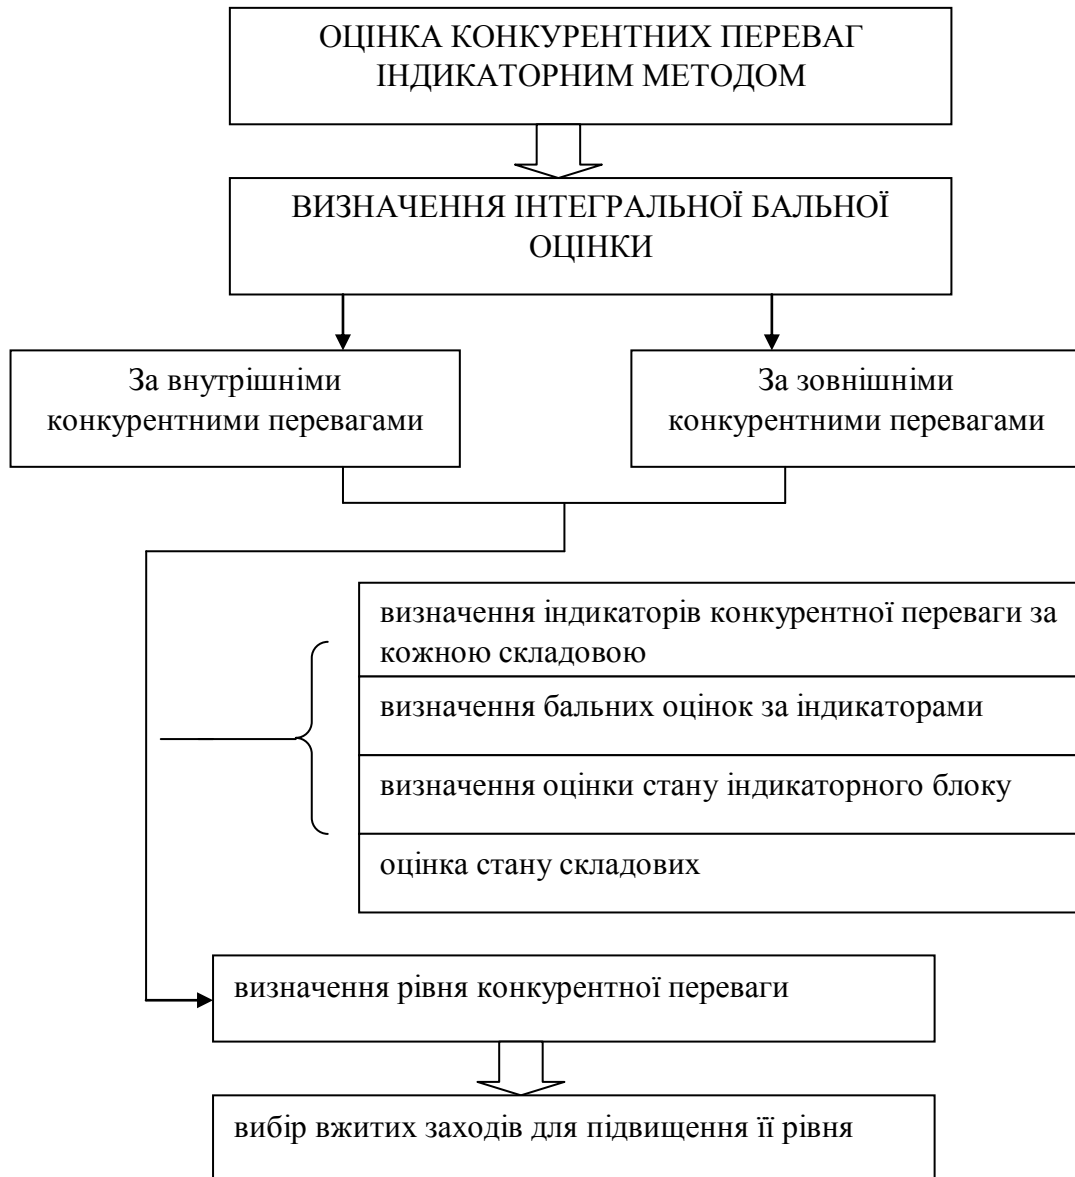 ОЦІНКА КОНКУРЕНТНИХ ПЕРЕВАГ
ІНДИКАТОРНИМ МЕТОДОМ
ВИЗНАЧЕННЯ ІНТЕГРАЛЬНОЇ БАЛЬНОЇ
ОЦІНКИ
За внутрішніми
конкурентними перевагами
За зовнішніми
конкурентними перевагами
визначення індикаторів конкурентної переваги за
кожною складовою
визначення бальних оцінок за індикаторами
визначення оцінки стану індикаторного блоку
оцінка стану складових
визначення рівня конкурентної переваги
вибір вжитих заходів для підвищення її рівня